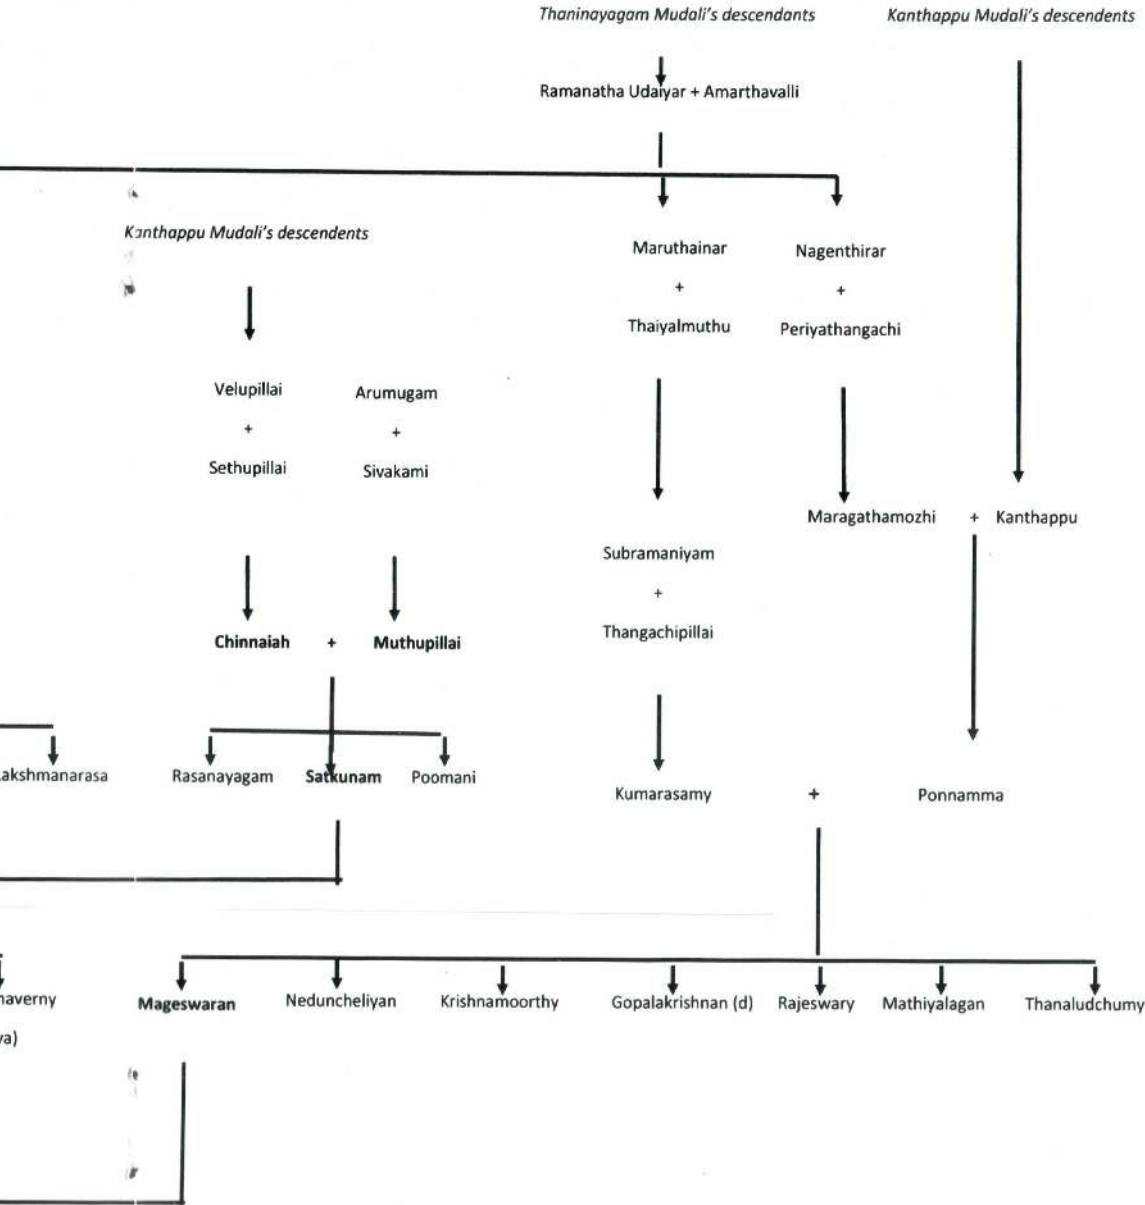 Thaninayagam Mudali's descendants
Kanthappu Mudali's descendents
Ramanatha Udaiyar + Amarthavalli
Kanthappu Mudali's descendents
Maruthainar
Nagenthirar
+
+
Thaiyalmuthu
Periyathangachi
Velupillai
Arumugam
+
+
Sethupillai
Sivakami
Maragathamozhi + Kanthappu
Subramaniyam
+
Thangachipillai
Chinnaiah + Muthupillai
akshmanarasa
Rasanayagam
Satkunam
Poomani
Kumarasamy + Ponnamma
naverny
Mageswaran
Neduncheliyan
Krishnamoorthy
Gopalakrishnan (d)
Rajeswary
Mathiyalagan
Thanaludchumy
va)